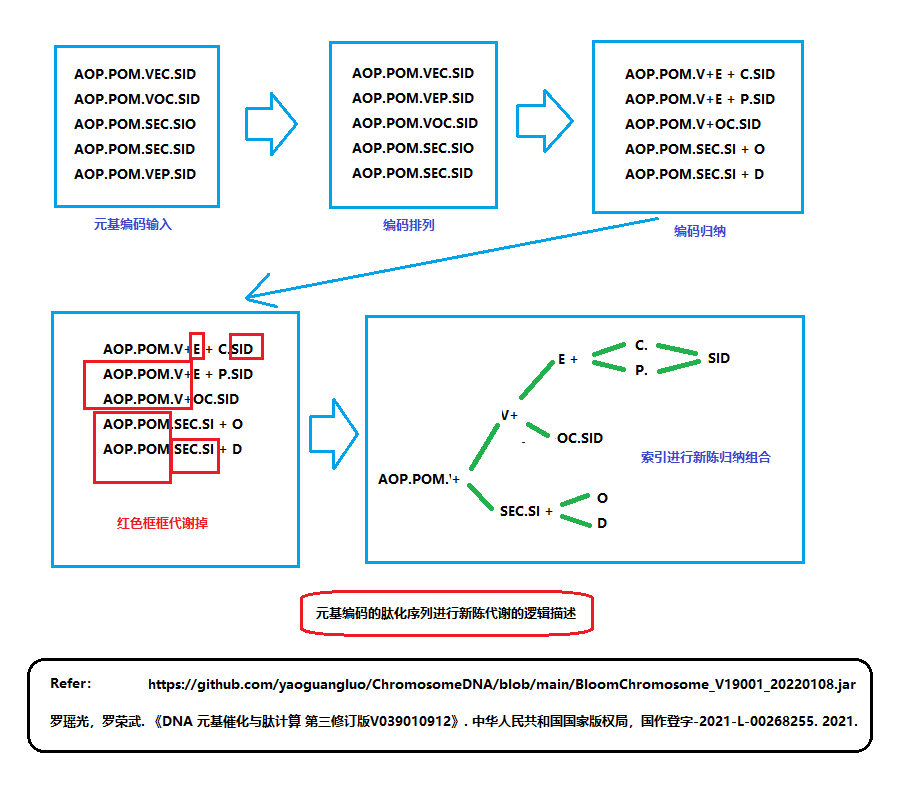 AOP.POM.VEC.SID
AOP.POM.VOC.SID
AOP.POM.SEC.SIO
AOP.POM.SEC.SID
AOP.POM.VEP.SID
元基编码输入
AOP.POM.VEC.SID
AOP.POM.VEP.SID
AOP.POM.VOC.SID
AOP.POM.SEC.SIO
AOP.POM.SEC.SID
编码排列
AOP.POM.V+E + C.SID
AOP.POM.V+E + P.SID
AOP.POM.V+OC.SID
AOP.POM.SEC.SI + O
AOP.POM.SEC.SI + D
编码归纳
AOP.POM.V+E + C.SID
AOP.POM.V+E + P.SID
AOP.POM.V+OC.SID
AOP.POM.SEC.SI + O
AOP.POM.SEC.SI + D
红色框框代谢掉
C.
E +
SID
P.
V+
OC.SID
索引进行新陈归纳组合
AOP.POM.'+
SEC.SI +
O
D
元基编码的肽化序列进行新陈代谢的逻辑描述
Refer: https://github.com/yaoguangluo/ChromosomeDNA/blob/main/BloomChromosome_V19001_20220108.jar
罗瑶光，罗荣武. 《DNA 元基催化与肽计算 第三修订版V039010912》. 中华人民共和国国家版权局，国作登字-2021-L-00268255. 2021.